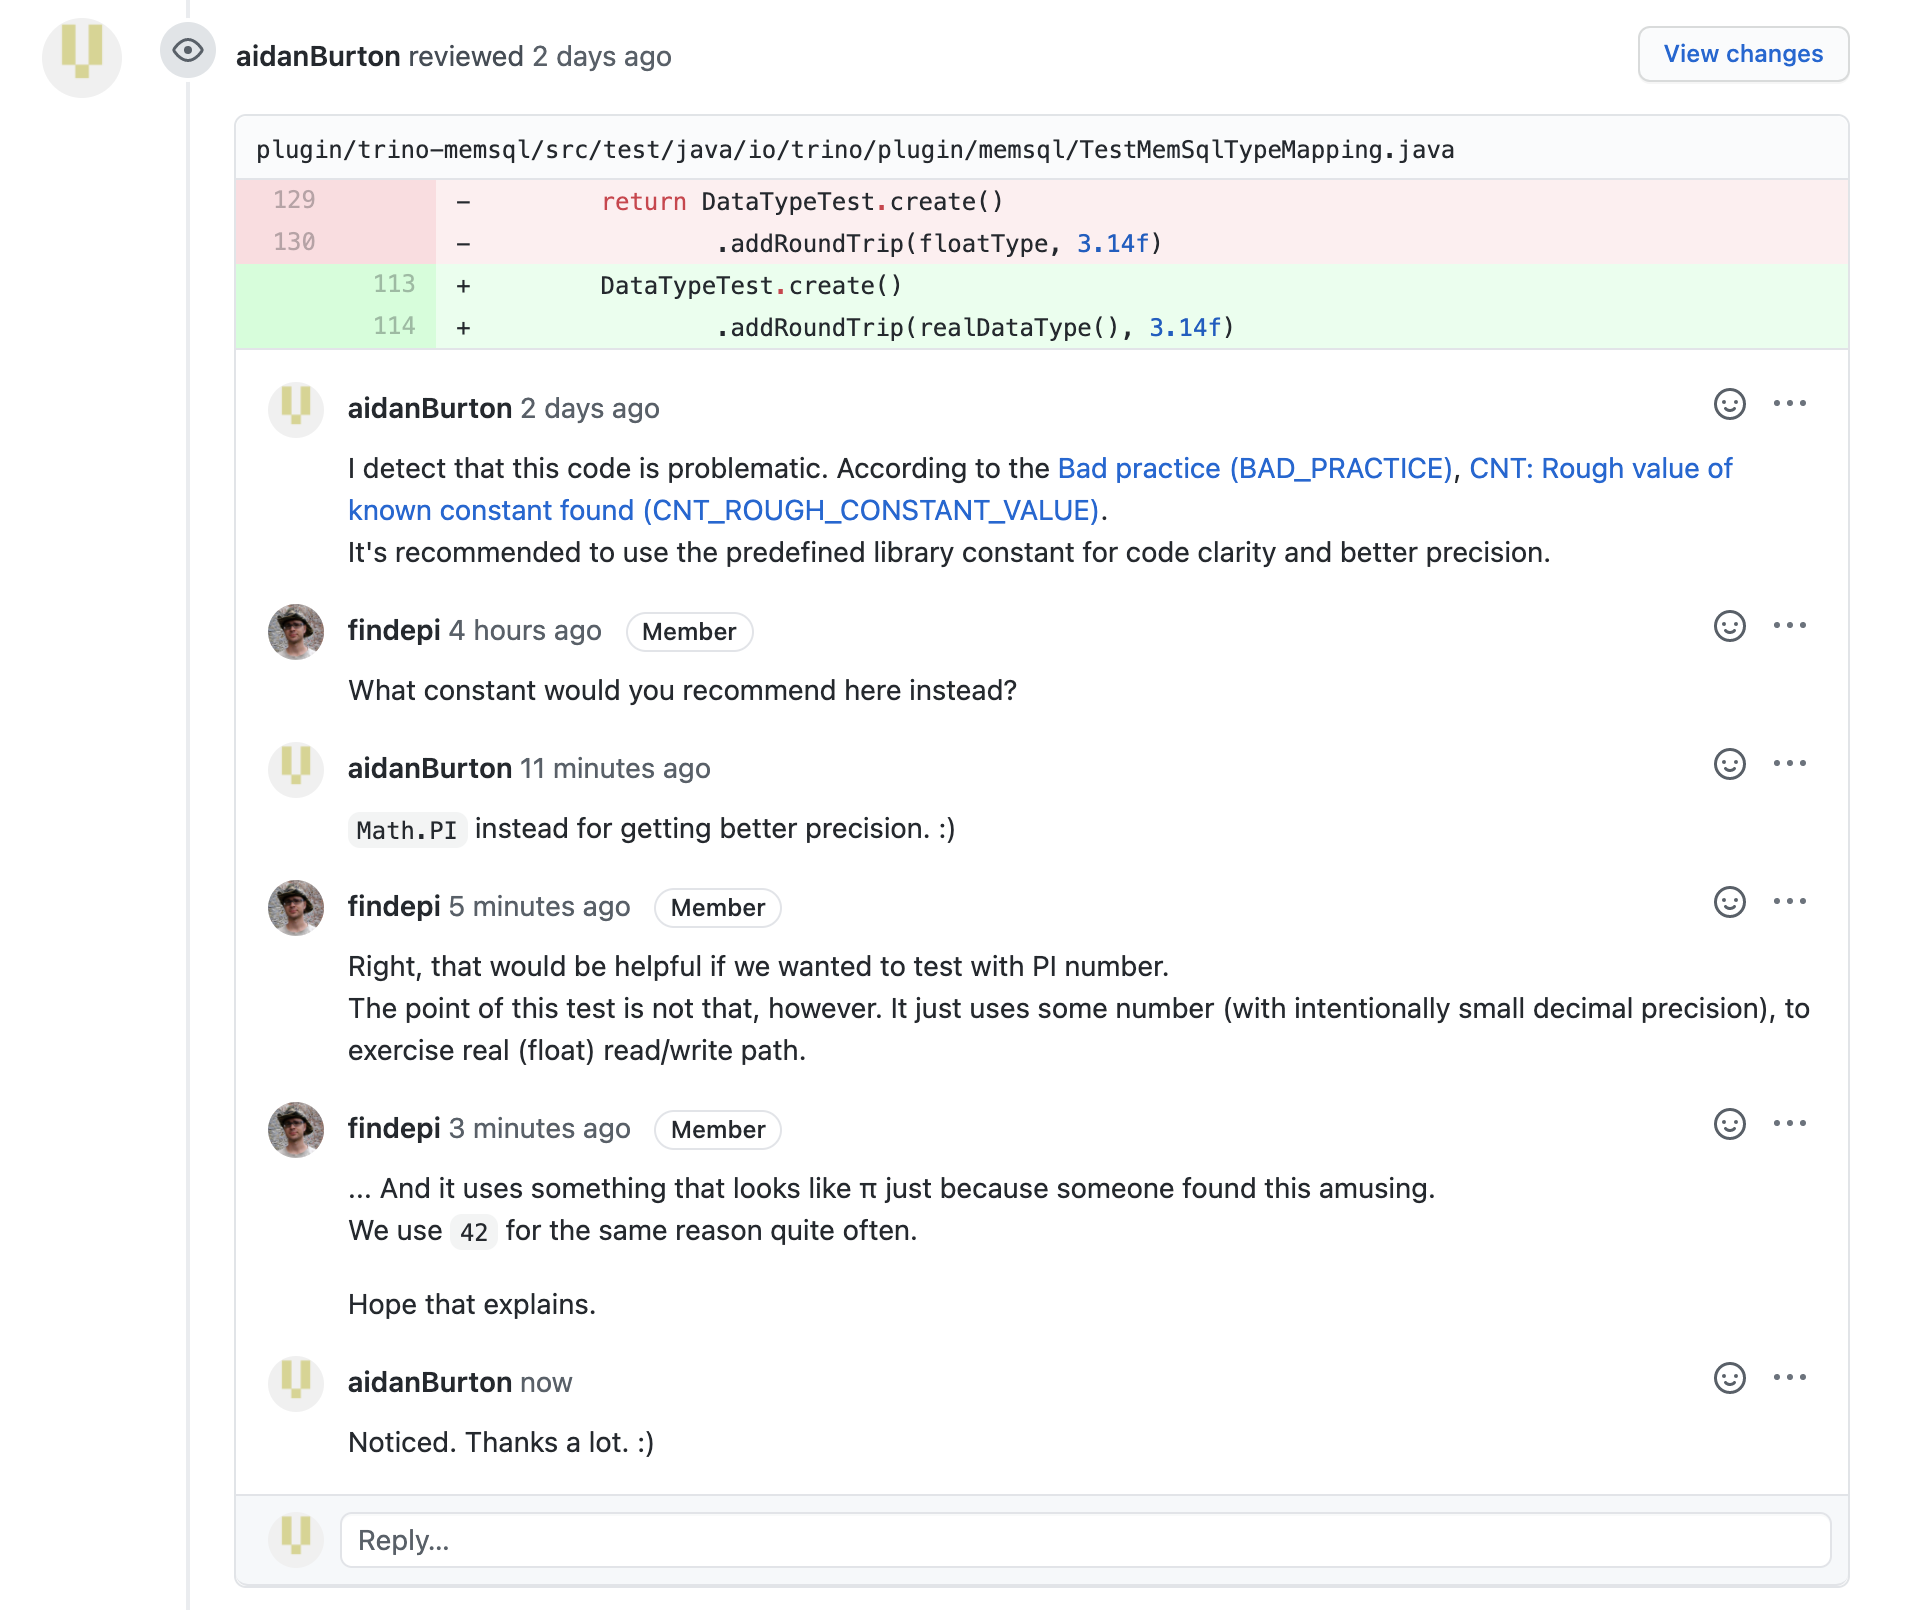 aidanBurton reviewed 2 days ago
View changes
plugin/trino-memsql/src/test/java/io/trino/plugin/memsql/TestMemSqlTypeMapping.java
129 - return DataTypeTest.create()
130 - .addRoundTrip(floatType, 3.14f)
113 + DataTypeTest.create()
114 + .addRoundTrip(realDataType(), 3.14f)
aidanBurton 2 days ago
I detect that this code is problematic. According to the Bad practice (BAD_PRACTICE), CNT: Rough value of
known constant found (CNT_ROUGH_CONSTANT_VALUE).
It's recommended to use the predefined library constant for code clarity and better precision.
findepi 4 hours ago Member
What constant would you recommend here instead?
aidanBurton 11 minutes ago
Math.PI instead for getting better precision. :)
findepi 5 minutes ago Member
Right, that would be helpful if we wanted to test with PI number.
The point of this test is not that, however. It just uses some number (with intentionally small decimal precision), to
exercise real (float) read/write path.
findepi 3 minutes ago Member
... And it uses something that looks like π just because someone found this amusing.
We use 42 for the same reason quite often.
Hope that explains.
aidanBurton now
Noticed. Thanks a lot. :)
Reply...